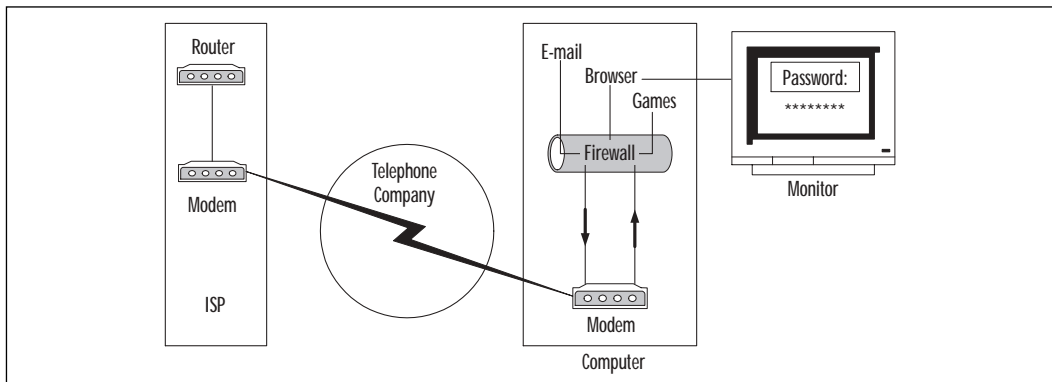 Router
Modem
ISP
Telephone
Company
E-mail
Browser
Games
Firewall
Modem
Computer
Password:
********
Monitor